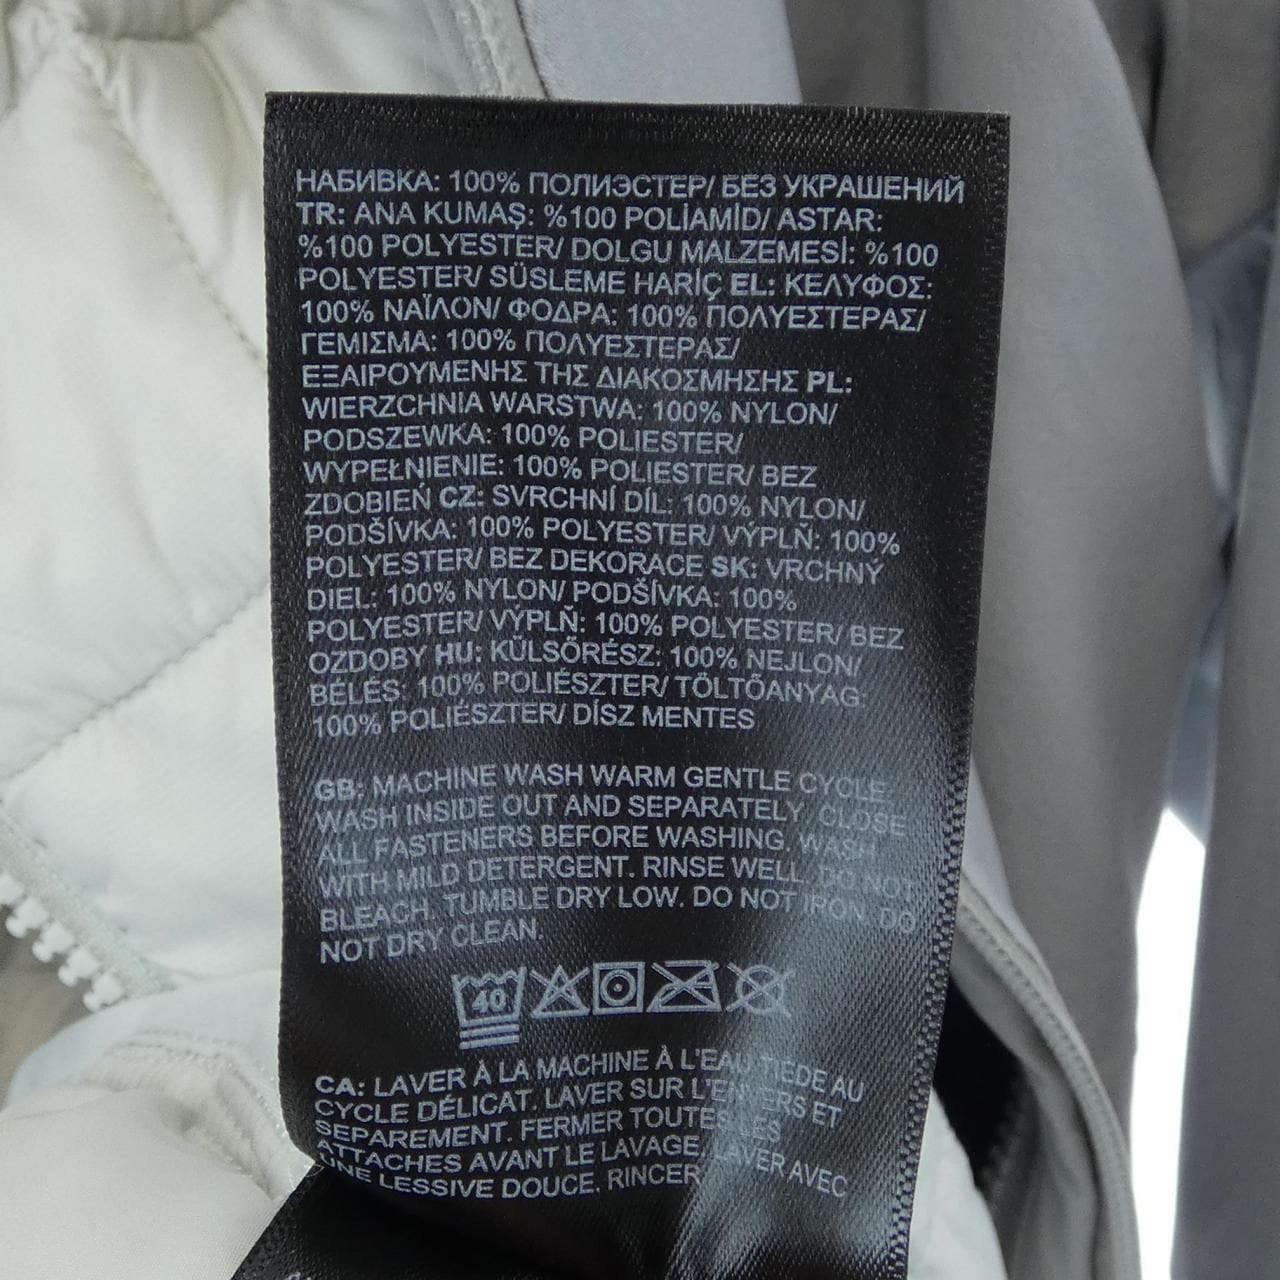 НАБИВКА: 100% ПОЛИЭСТЕР/ БЕЗ УКРАШЕНИЙ
TR: ANA KUMAŞ: %100 POLİAMİD/ ASTAR:
%100 POLYESTER/ DOLGU MALZEMESİ: %100
POLYESTER/ SÜSLEME HARİÇ EL: ΚΕΛΥΦΟΣ:
100% ΝΑΪΛΟΝ/ ΦΟΔΡΑ: 100% ΠΟΛΥΕΣΤΕΡΑΣ/
ΓΕΜΙΣΜΑ: 100% ΠΟΛΥΕΣΤΕΡΑΣ/
ΕΞΑΙΡΟΥΜΕΝΗΣ ΤΗΣ ΔΙΑΚΟΣΜΗΣΗΣ PL:
WIERZCHNIA WARSTWA: 100% NYLON/
PODSZEWKA: 100% POLIESTER/
WYPEŁNIENIE: 100% POLIESTER/ BEZ
ZDOBIEŃ CZ: SVRCHNÍ DÍL: 100% NYLON/
PODŠÍVKA: 100% POLYESTER/ VÝPLŇ: 100%
POLYESTER/ BEZ DEKORACE SK: VRCHNÝ
DIEL: 100% NYLON/ PODŠÍVKA: 100%
POLYESTER/ VÝPLŇ: 100% POLYESTER/ BEZ
OZDOBY HU: KÜLSŐRÉSZ: 100% NEJLON/
BÉLÉS: 100% POLIÉSZTER/ TÖLTÕANYAG:
100% POLIÉSZTER/ DÍSZ MENTES
GB: MACHINE WASH WARM GENTLE CYCLE.
WASH INSIDE OUT AND SEPARATELY. CLOSE
ALL FASTENERS BEFORE WASHING. WASH
WITH MILD DETERGENT. RINSE WELL. DO NOT
BLEACH. TUMBLE DRY LOW. DO NOT IRON. DO
NOT DRY CLEAN.
40
CA: LAVER À LA MACHINE À L'EAU TIEDE AU
CYCLE DÉLICAT. LAVER SUR L'ENVERS ET
SEPAREMENT. FERMER TOUTES LES
ATTACHES AVANT LE LAVAGE. LAVER AVEC
UNE LESSIVE DOUCE. RINCER